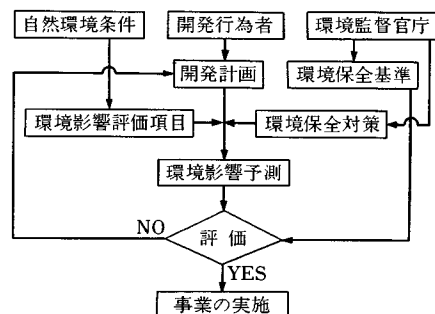 自然環境条件
開発行為者
環境監督官庁
開発計画
環境保全基準
環境影響評価項目
環境保全対策
環境影響予測
NO
評価
YES
事業の実施